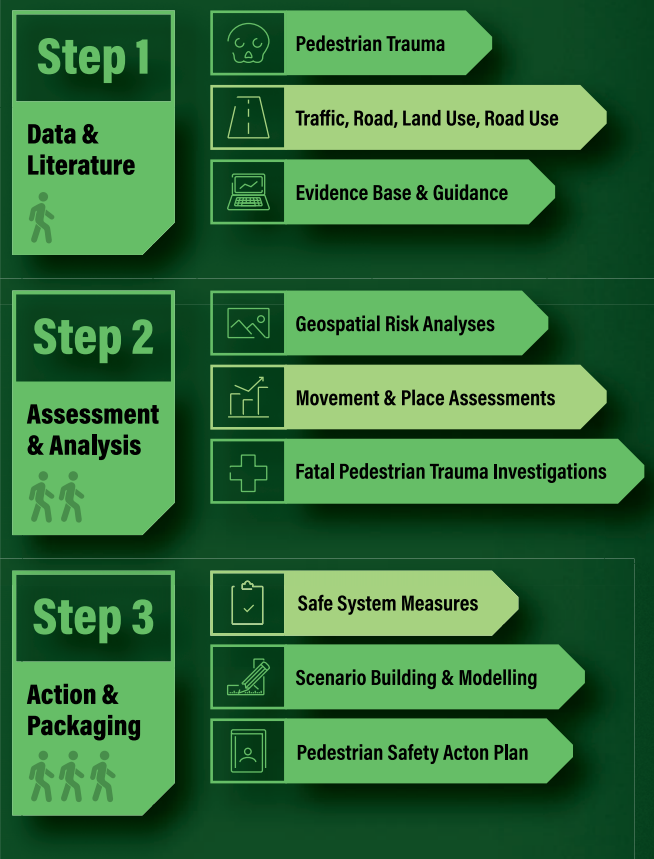 Step 1
Data &
Literature
Pedestrian Trauma
Traffic, Road, Land Use, Road Use
Evidence Base & Guidance
Step 2
Assessment
& Analysis
Geospatial Risk Analyses
Movement & Place Assessments
Fatal Pedestrian Trauma Investigations
Step 3
Action &
Packaging
Safe System Measures
Scenario Building & Modelling
Pedestrian Safety Acton Plan